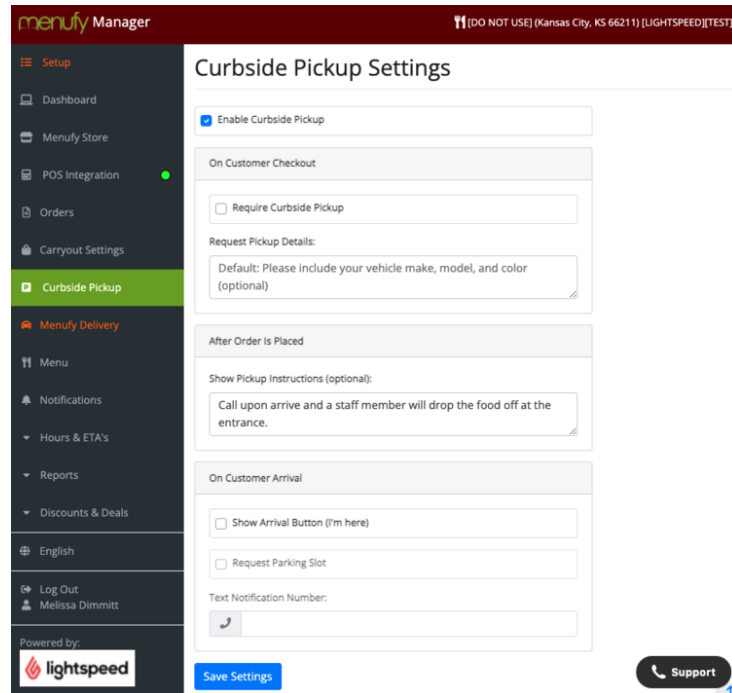 menufy Manager
[DO NOT USE] (Kansas City, KS 66211) [LIGHTSPEED][TEST]
Setup
Dashboard
Menufy Store
POS Integration
Orders
Carryout Settings
Curbside Pickup
Menufy Delivery
Menu
Notifications
Hours & ETA's
Reports
Discounts & Deals
English
Log Out
Melissa Dimmitt
Powered by:
lightspeed
Curbside Pickup Settings
Enable Curbside Pickup
On Customer Checkout
Require Curbside Pickup
Request Pickup Details:
Default: Please include your vehicle make, model, and color
(optional)
After Order Is Placed
Show Pickup Instructions (optional):
Call upon arrive and a staff member will drop the food off at the
entrance.
On Customer Arrival
Show Arrival Button (I'm here)
Request Parking Slot
Text Notification Number:
Save Settings
Support